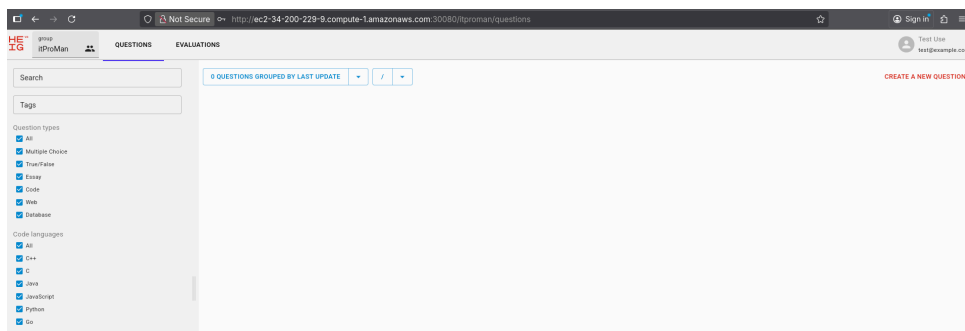 Not Secure http://ec2-34-200-229-9.compute-1.amazonaws.com:30080/itproman/questions Sign in
HE
IG
group
itProMan
QUESTIONS
EVALUATIONS
Test Use
test@example.co
Search
0 QUESTIONS GROUPED BY LAST UPDATE
/
CREATE A NEW QUESTION
Tags
Question types
All
Multiple Choice
True/False
Essay
Code
Web
Database
Code languages
All
C++
C
Java
JavaScript
Python
Go